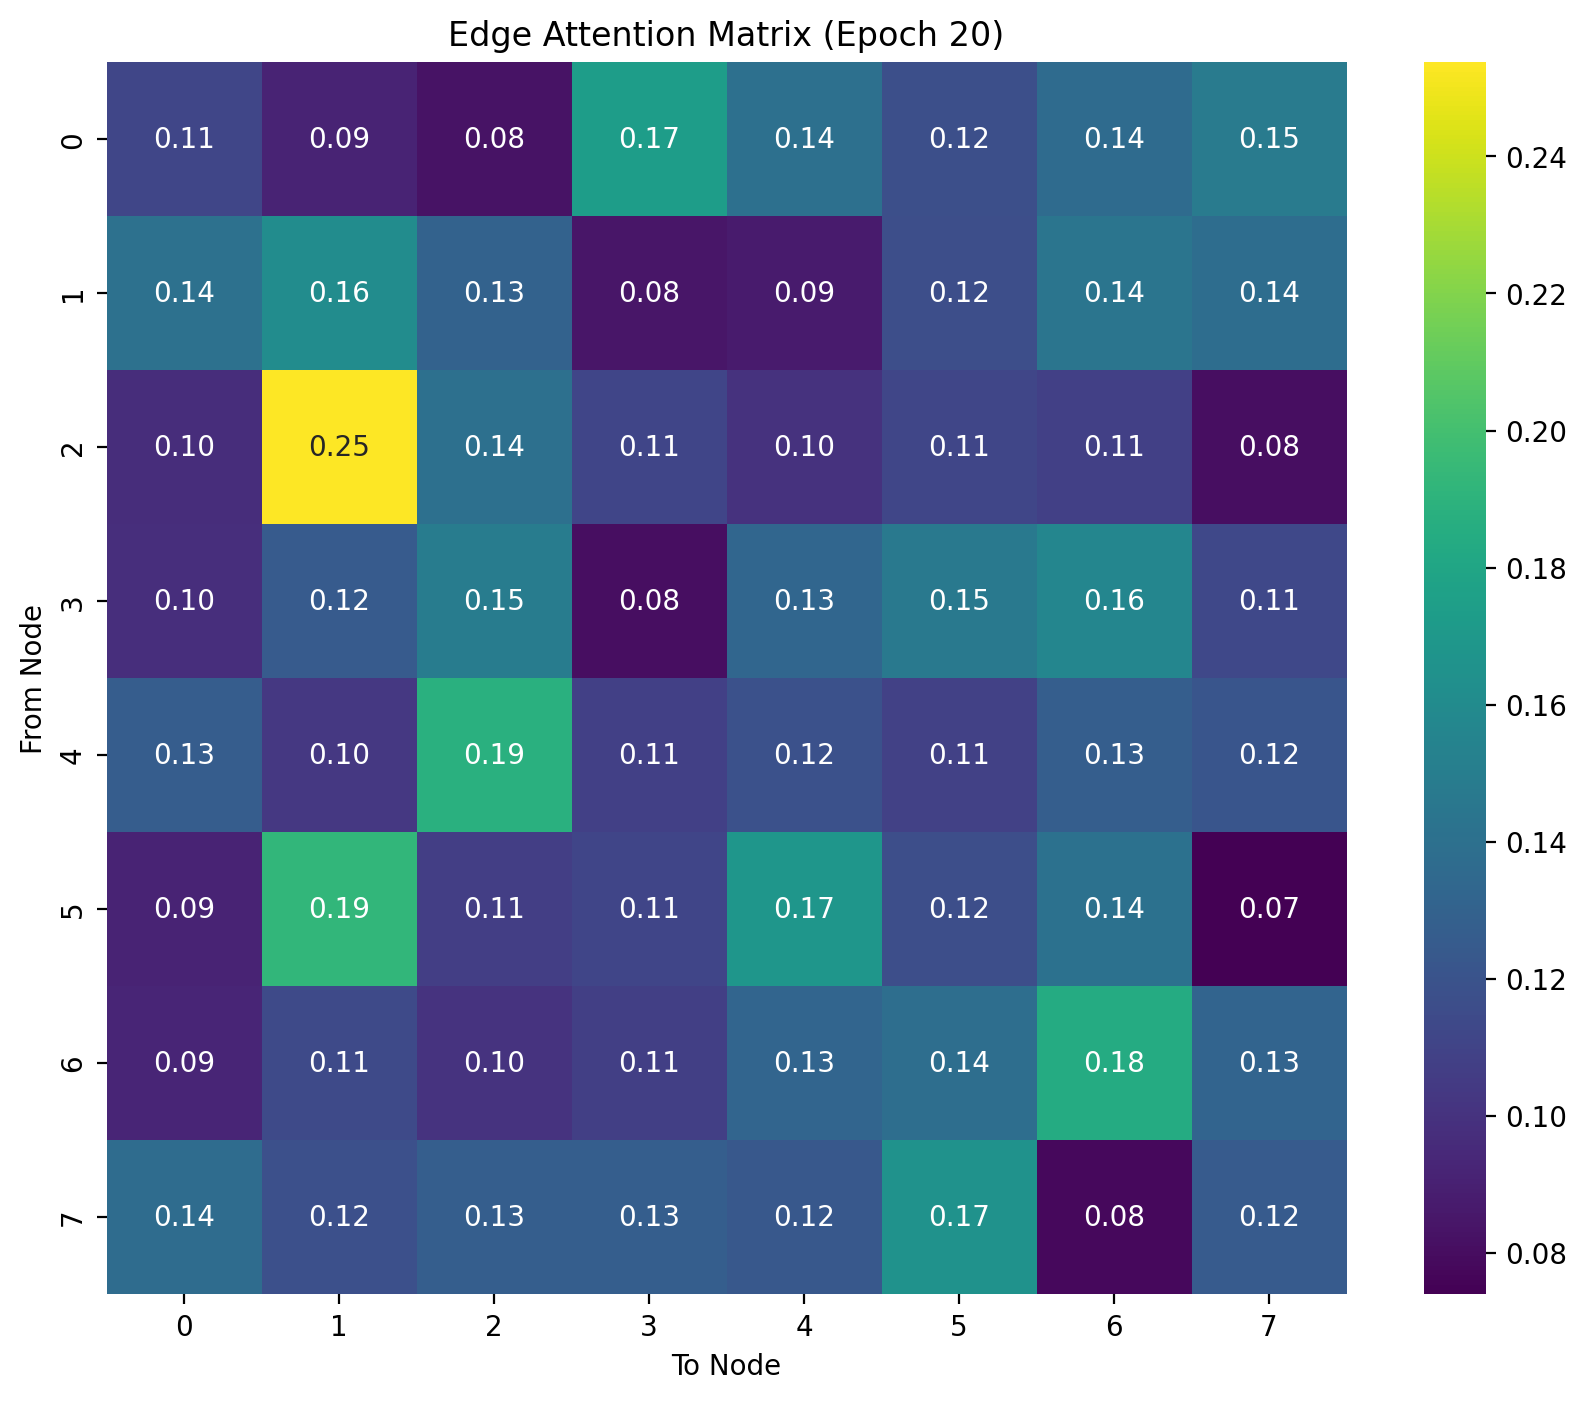 Edge Attention Matrix (Epoch 20)
0 0.11 0.09 0.08 0.17 0.14 0.12 0.14 0.15
1 0.14 0.16 0.13 0.08 0.09 0.12 0.14 0.14
2 0.10 0.25 0.14 0.11 0.10 0.11 0.11 0.08
3 0.10 0.12 0.15 0.08 0.13 0.15 0.16 0.11
4 0.13 0.10 0.19 0.11 0.12 0.11 0.13 0.12
5 0.09 0.19 0.11 0.11 0.17 0.12 0.14 0.07
6 0.09 0.11 0.10 0.11 0.13 0.14 0.18 0.13
7 0.14 0.12 0.13 0.13 0.12 0.17 0.08 0.12
0 1 2 3 4 5 6 7
From Node
To Node
0.24
0.22
0.20
0.18
0.16
0.14
0.12
0.10
0.08